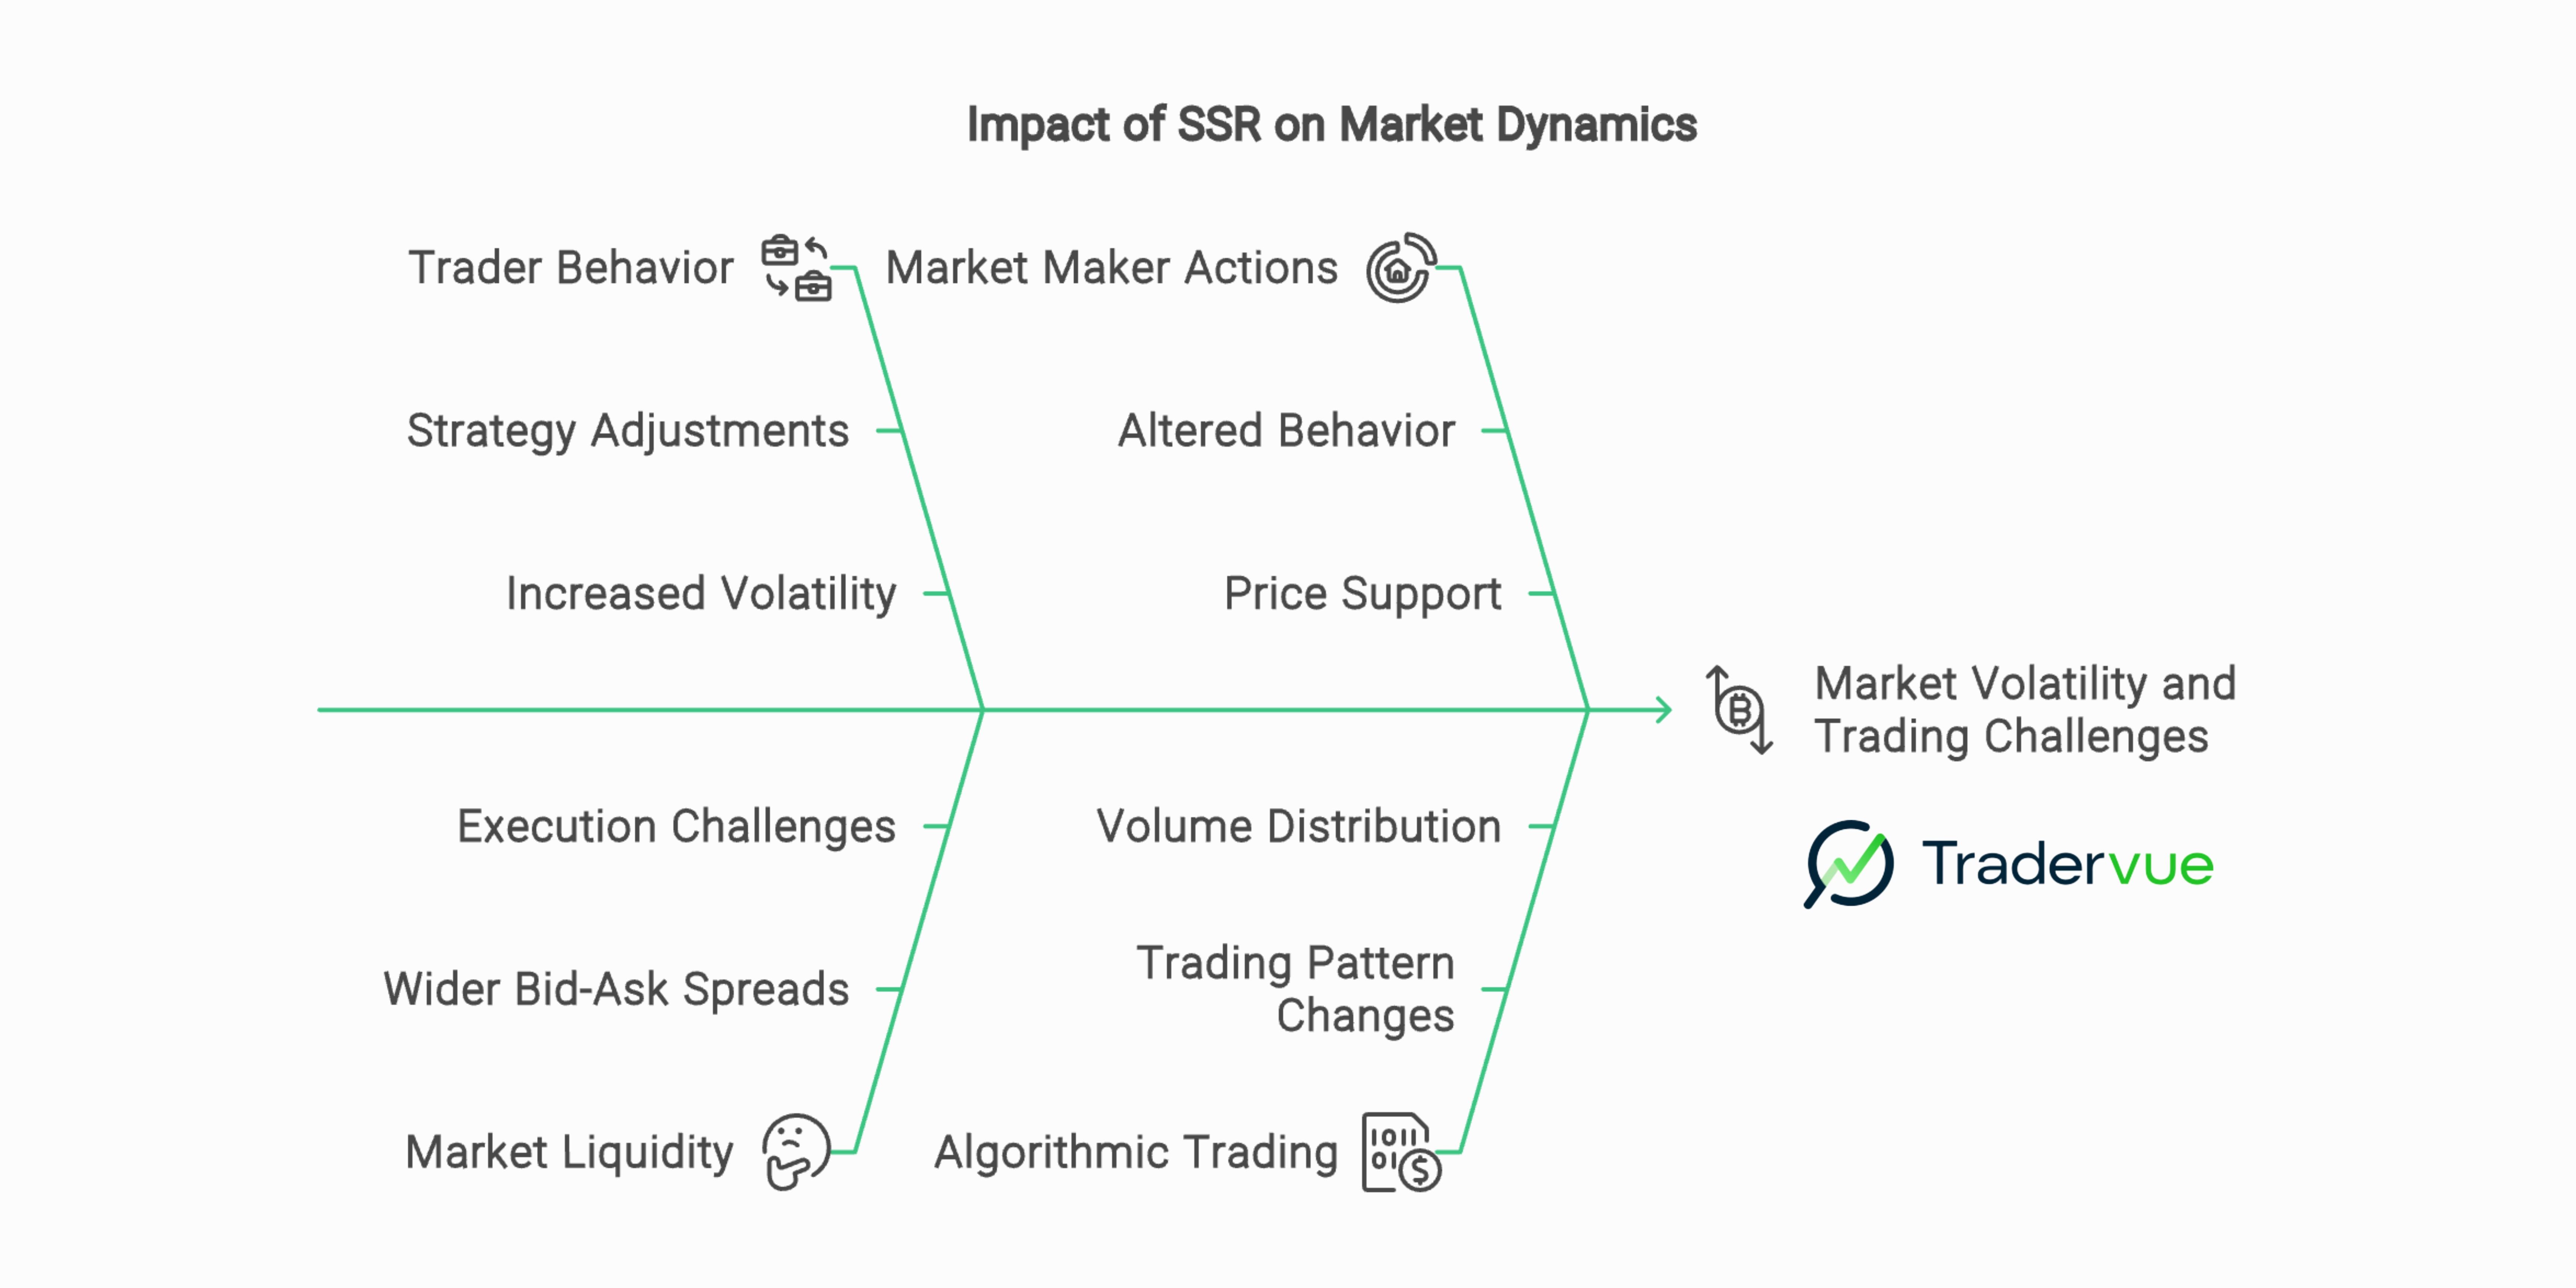 Impact of SSR on Market Dynamics
Trader Behavior
Market Maker Actions
Strategy Adjustments
Altered Behavior
Increased Volatility
Price Support
Market Volatility and
Trading Challenges
Execution Challenges
Volume Distribution
Tradervue
Wider Bid-Ask Spreads
Trading Pattern
Changes
Market Liquidity
Algorithmic Trading
1011
01
$